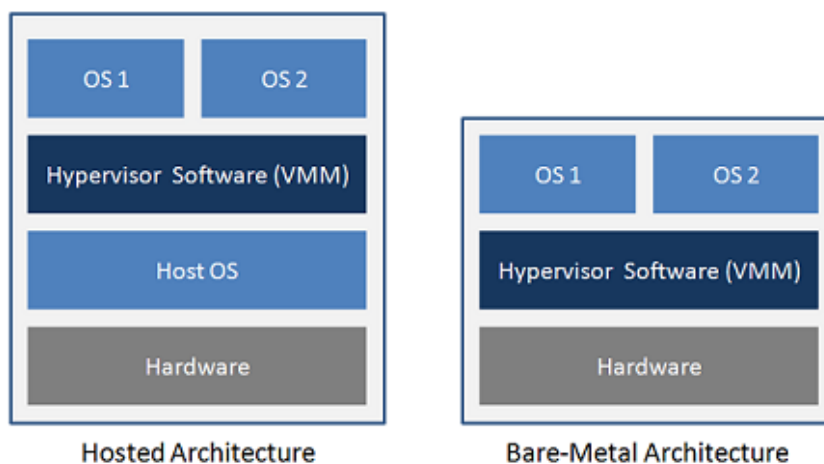 OS 1
OS 2
Hypervisor Software (VMM)
Host OS
Hardware
Hosted Architecture
OS 1
OS 2
Hypervisor Software (VMM)
Hardware
Bare-Metal Architecture